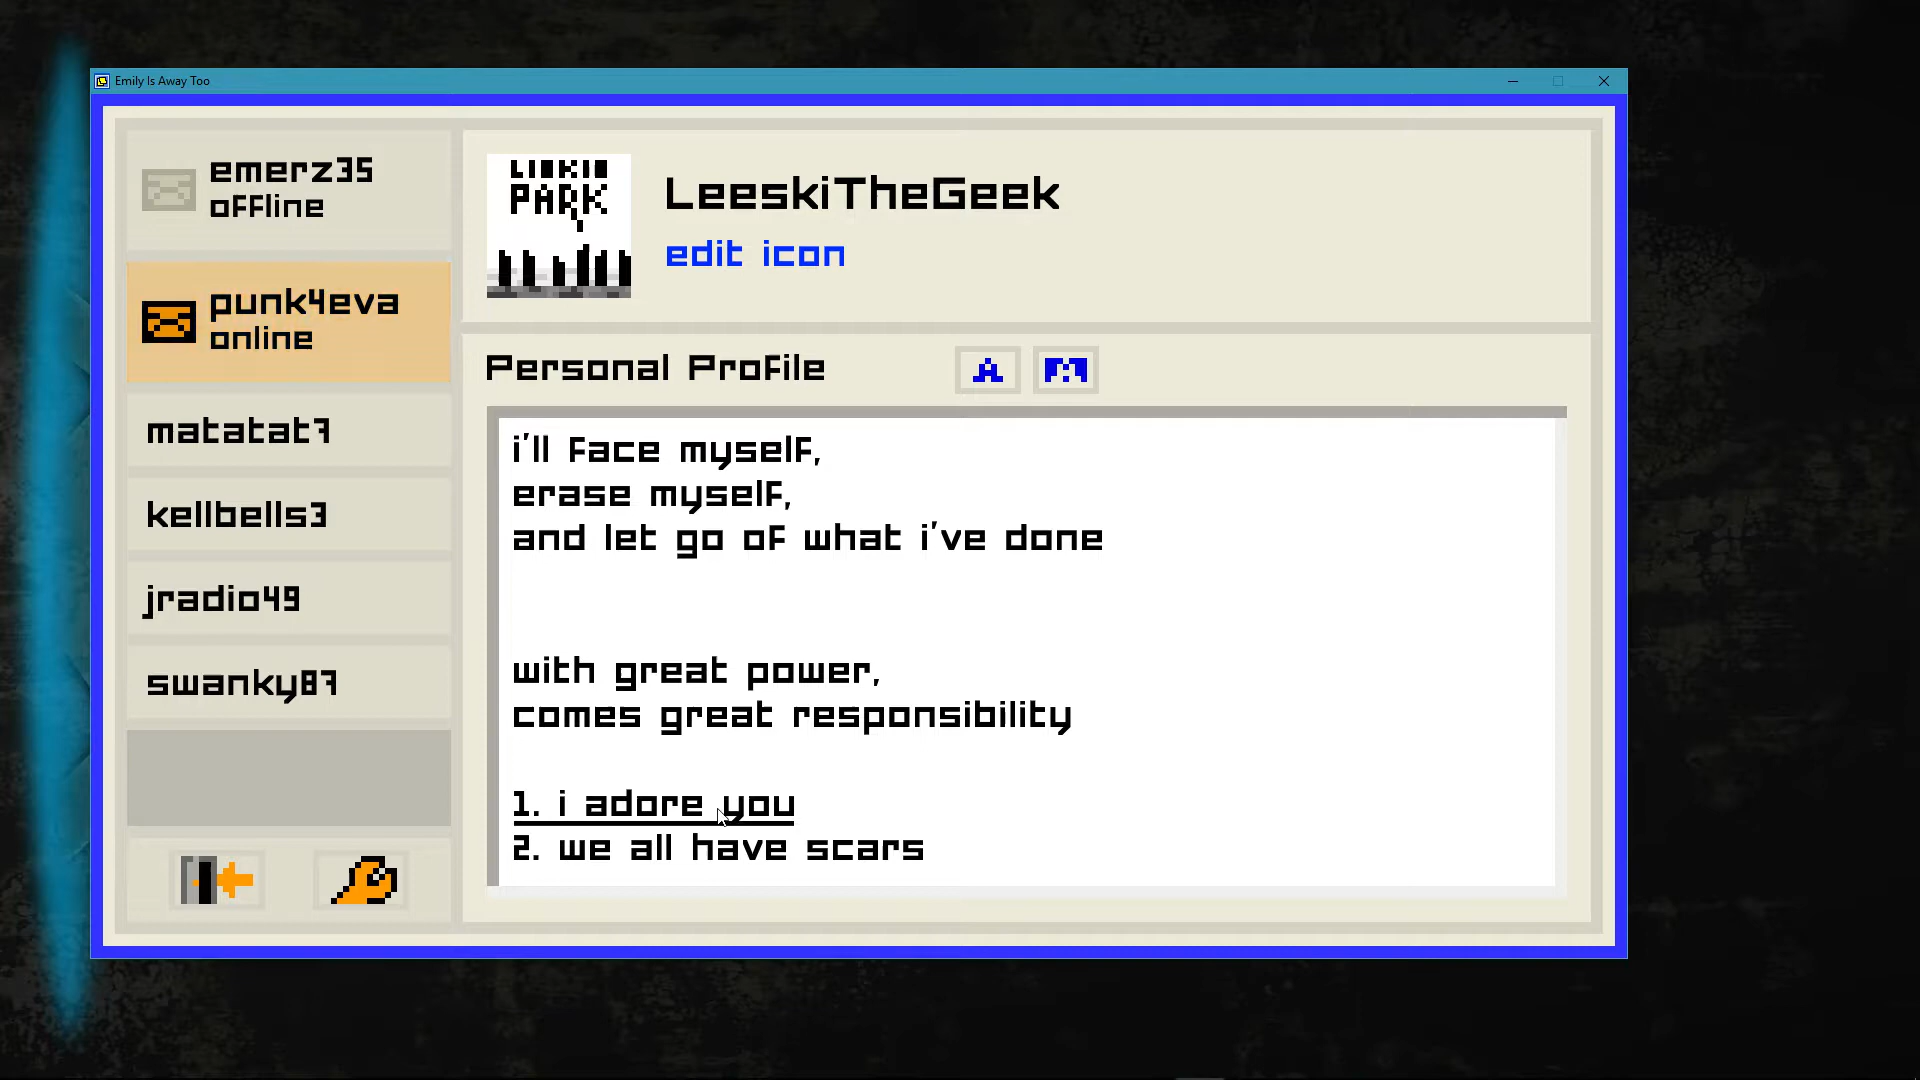 Emily Is Away Too
emerz35
offline
punk4eva
online
matatat7
kellbells3
jradio49
swanky87
LINKIN
PARK
LeeskiTheGeek
edit icon
Personal Profile
A
i'll face myself,
erase myself,
and let go of what i've done
with great power,
comes great responsibility
1. i adore you
2. we all have scars